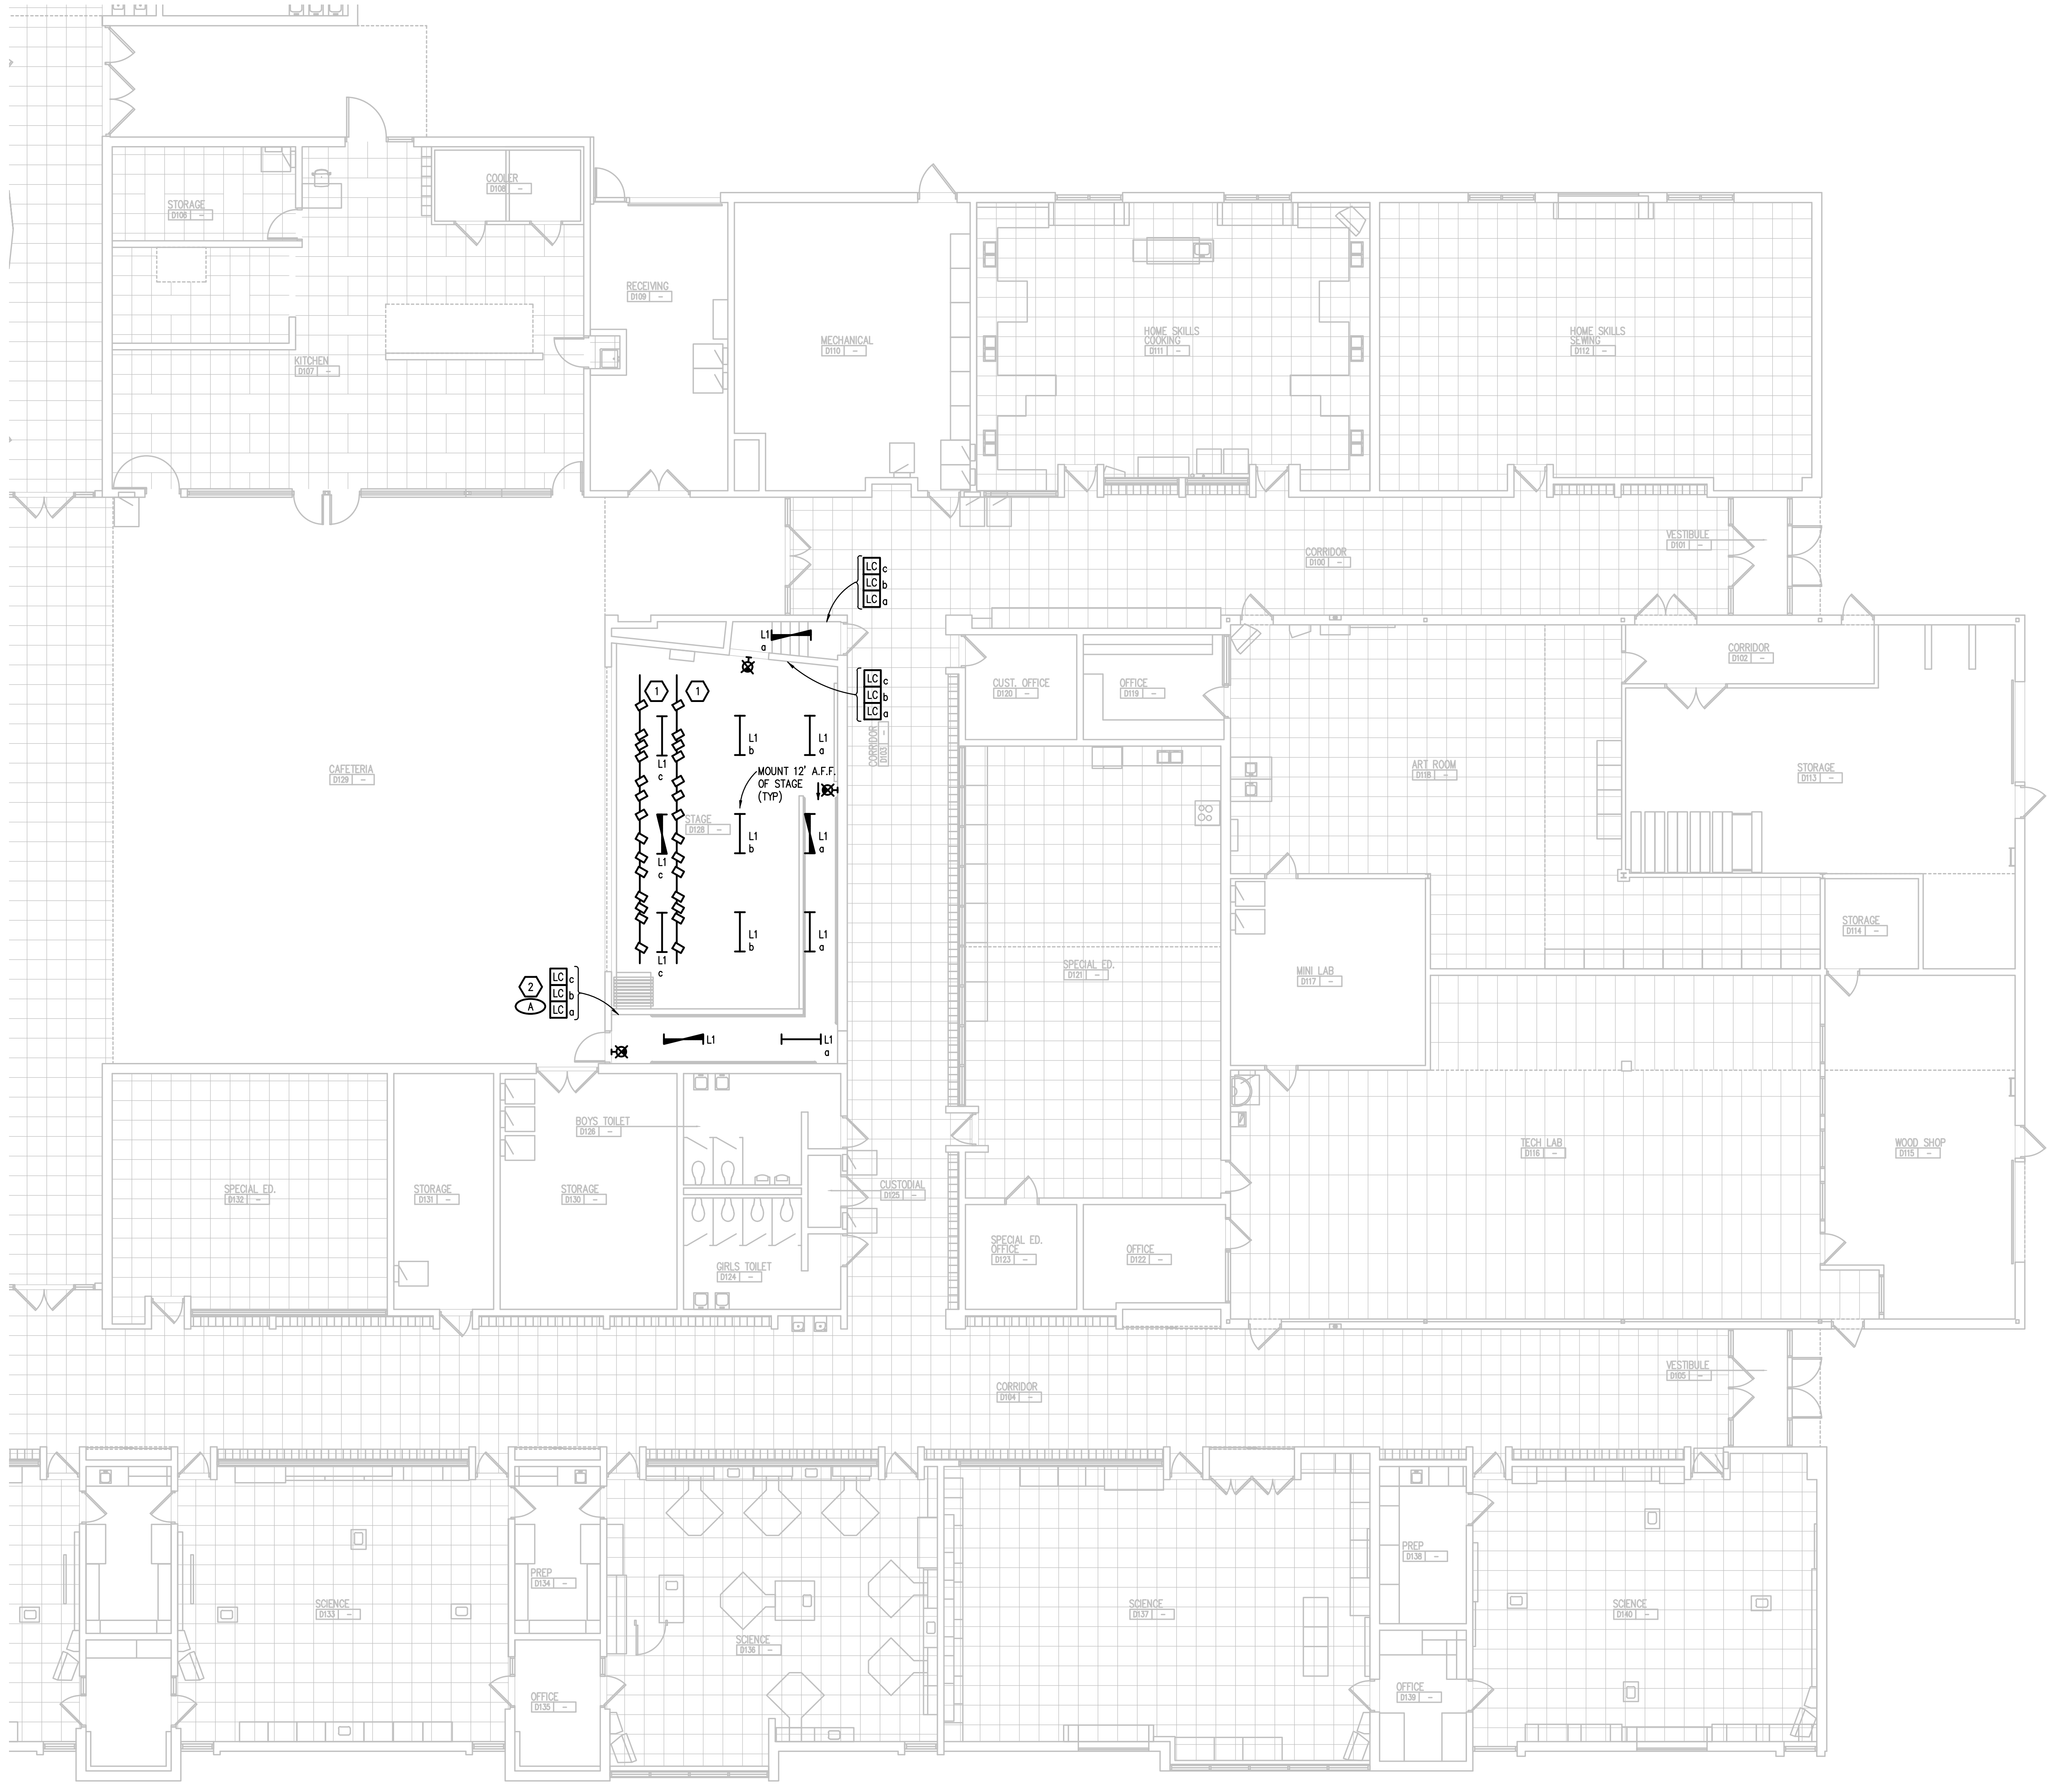 COOLER
D108 -
STORAGE
D106 -
RECEIVING
D109 -
KITCHEN
D107 -
MECHANICAL
D110 -
HOME SKILLS
COOKING
D111 -
HOME SKILLS
SEWING
D112 -
VESTIBULE
D101 -
CORRIDOR
D100 -
LC c
LC b
LC a
L1
a
LC c
LC b
LC a
CORRIDOR
D102 -
CUST. OFFICE
D120 -
OFFICE
D119 -
1
1
CORRIDOR
D103 -
L1
c
L1
b
L1
a
CAFETERIA
D129 -
MOUNT 12' A.F.F.
OF STAGE
(TYP)
ART ROOM
D118 -
STORAGE
D113 -
STAGE
D128 -
L1
c
L1
b
L1
a
L1
c
L1
b
L1
a
STORAGE
D114 -
SPECIAL ED.
D121 -
MINI LAB
D117 -
2
A
LC c
LC b
LC a
L1
L1
a
BOYS TOILET
D126 -
TECH LAB
D116 -
WOOD SHOP
D115 -
SPECIAL ED.
D132 -
STORAGE
D131 -
STORAGE
D130 -
CUSTODIAL
D125 -
GIRLS TOILET
D124 -
SPECIAL ED.
OFFICE
D123 -
OFFICE
D122 -
VESTIBULE
D105 -
CORRIDOR
D104 -
PREP
D134 -
PREP
D138 -
SCIENCE
D133 -
SCIENCE
D136 -
SCIENCE
D137 -
SCIENCE
D140 -
OFFICE
D135 -
OFFICE
D139 -